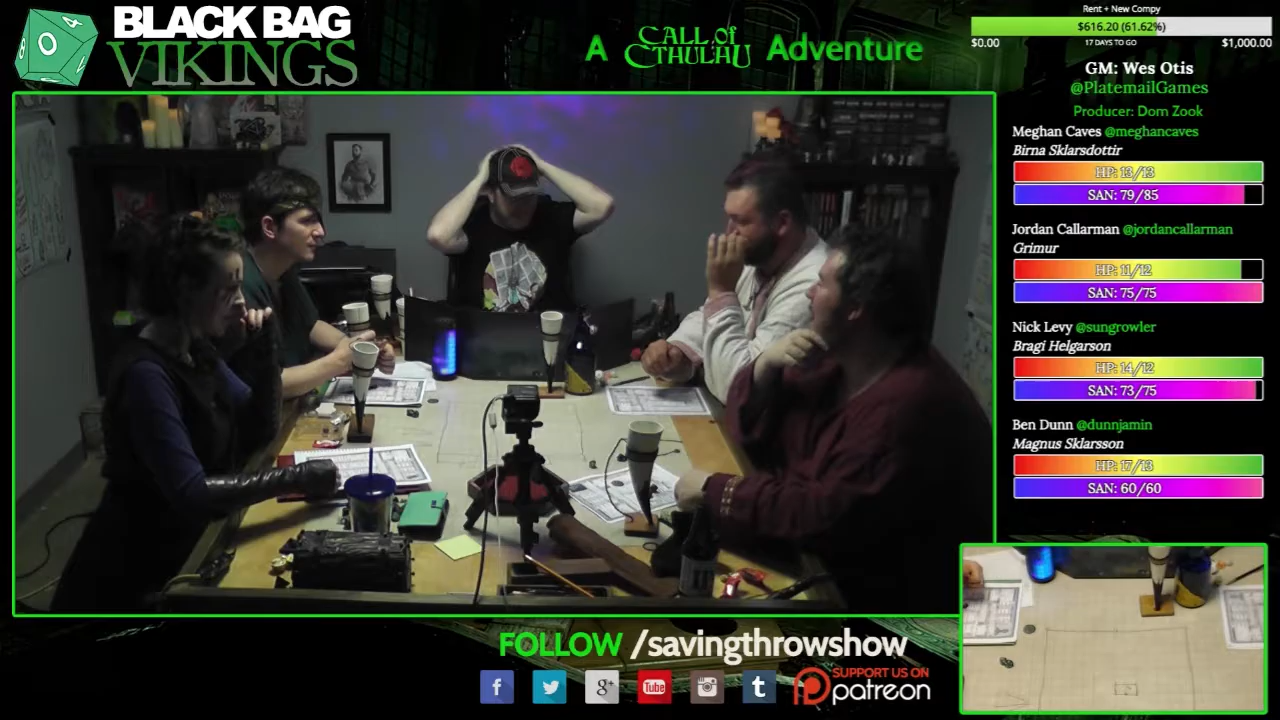 BLACK BAG
VIKINGS
A CALL of CTHULHU Adventure
Rent + New Compy
$616.20 (61.62%)
$0.00 17 DAYS TO GO $1,000.00
GM: Wes Otis
@PlatemailGames
Producer: Dom Zook
Meghan Caves @meghancaves
Birna Sklarsdottir
HP: 13/13
SAN: 79/85
Jordan Callarman @jordancallarman
Grimur
HP: 11/12
SAN: 75/75
Nick Levy @sungrowler
Bragi Helgarson
HP: 14/12
SAN: 73/75
Ben Dunn @dunnjamin
Magnus Sklarsson
HP: 17/13
SAN: 60/60
FOLLOW /savingthrowshow
f g+ You Tube t
SUPPORT US ON
patreon